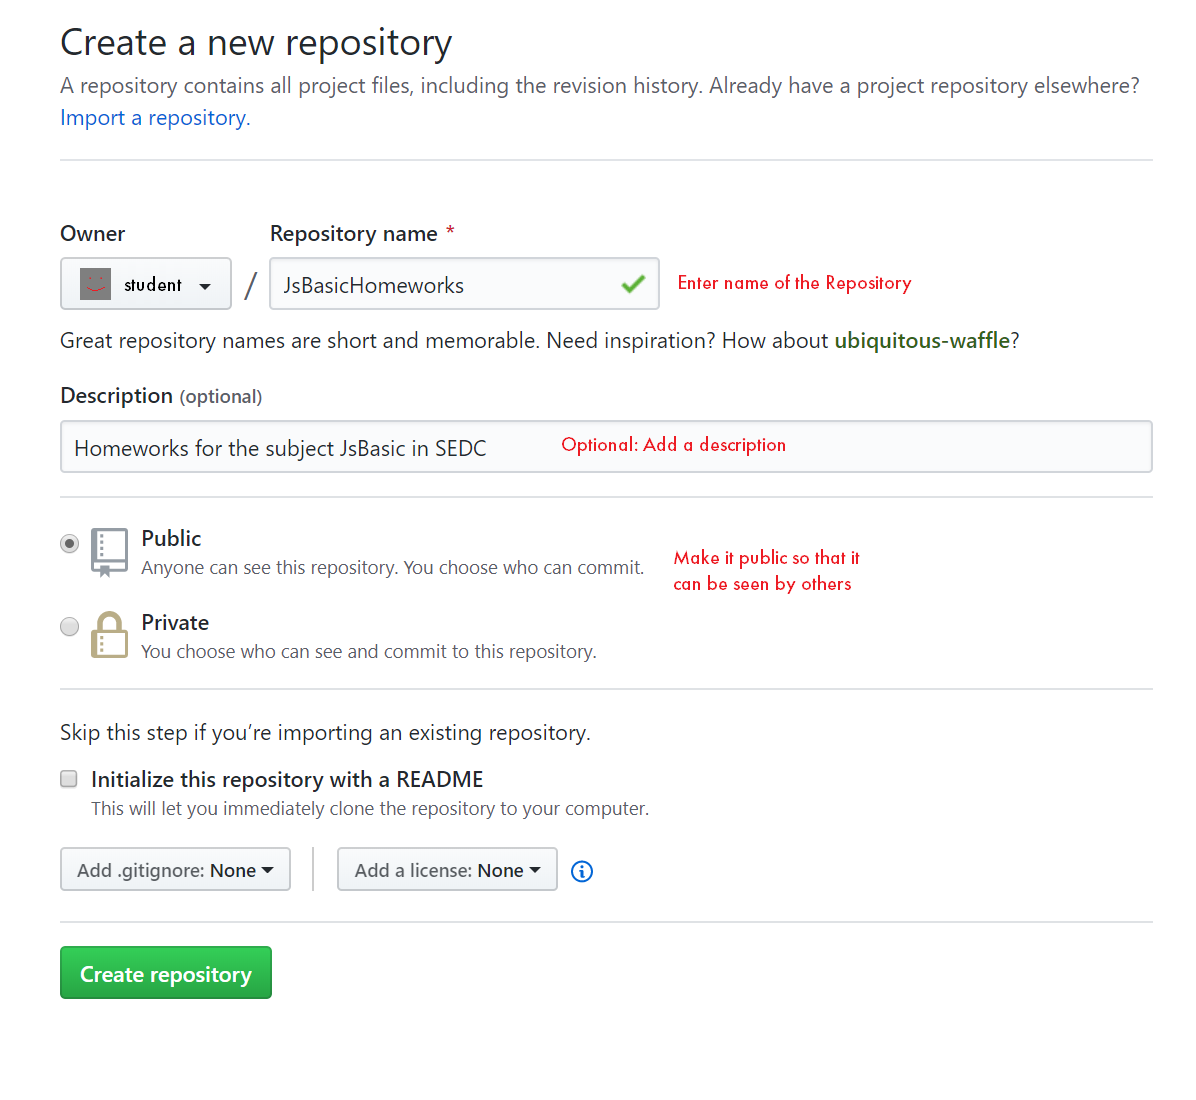 Create a new repository
A repository contains all project files, including the revision history. Already have a project repository elsewhere?
Import a repository.
Owner
Repository name *
student
/
JsBasicHomeworks
Enter name of the Repository
Great repository names are short and memorable. Need inspiration? How about ubiquitous-waffle?
Description (optional)
Homeworks for the subject JsBasic in SEDC
Optional: Add a description
Public
Anyone can see this repository. You choose who can commit.
Make it public so that it
can be seen by others
Private
You choose who can see and commit to this repository.
Skip this step if you’re importing an existing repository.
Initialize this repository with a README
This will let you immediately clone the repository to your computer.
Add .gitignore: None
Add a license: None
Create repository